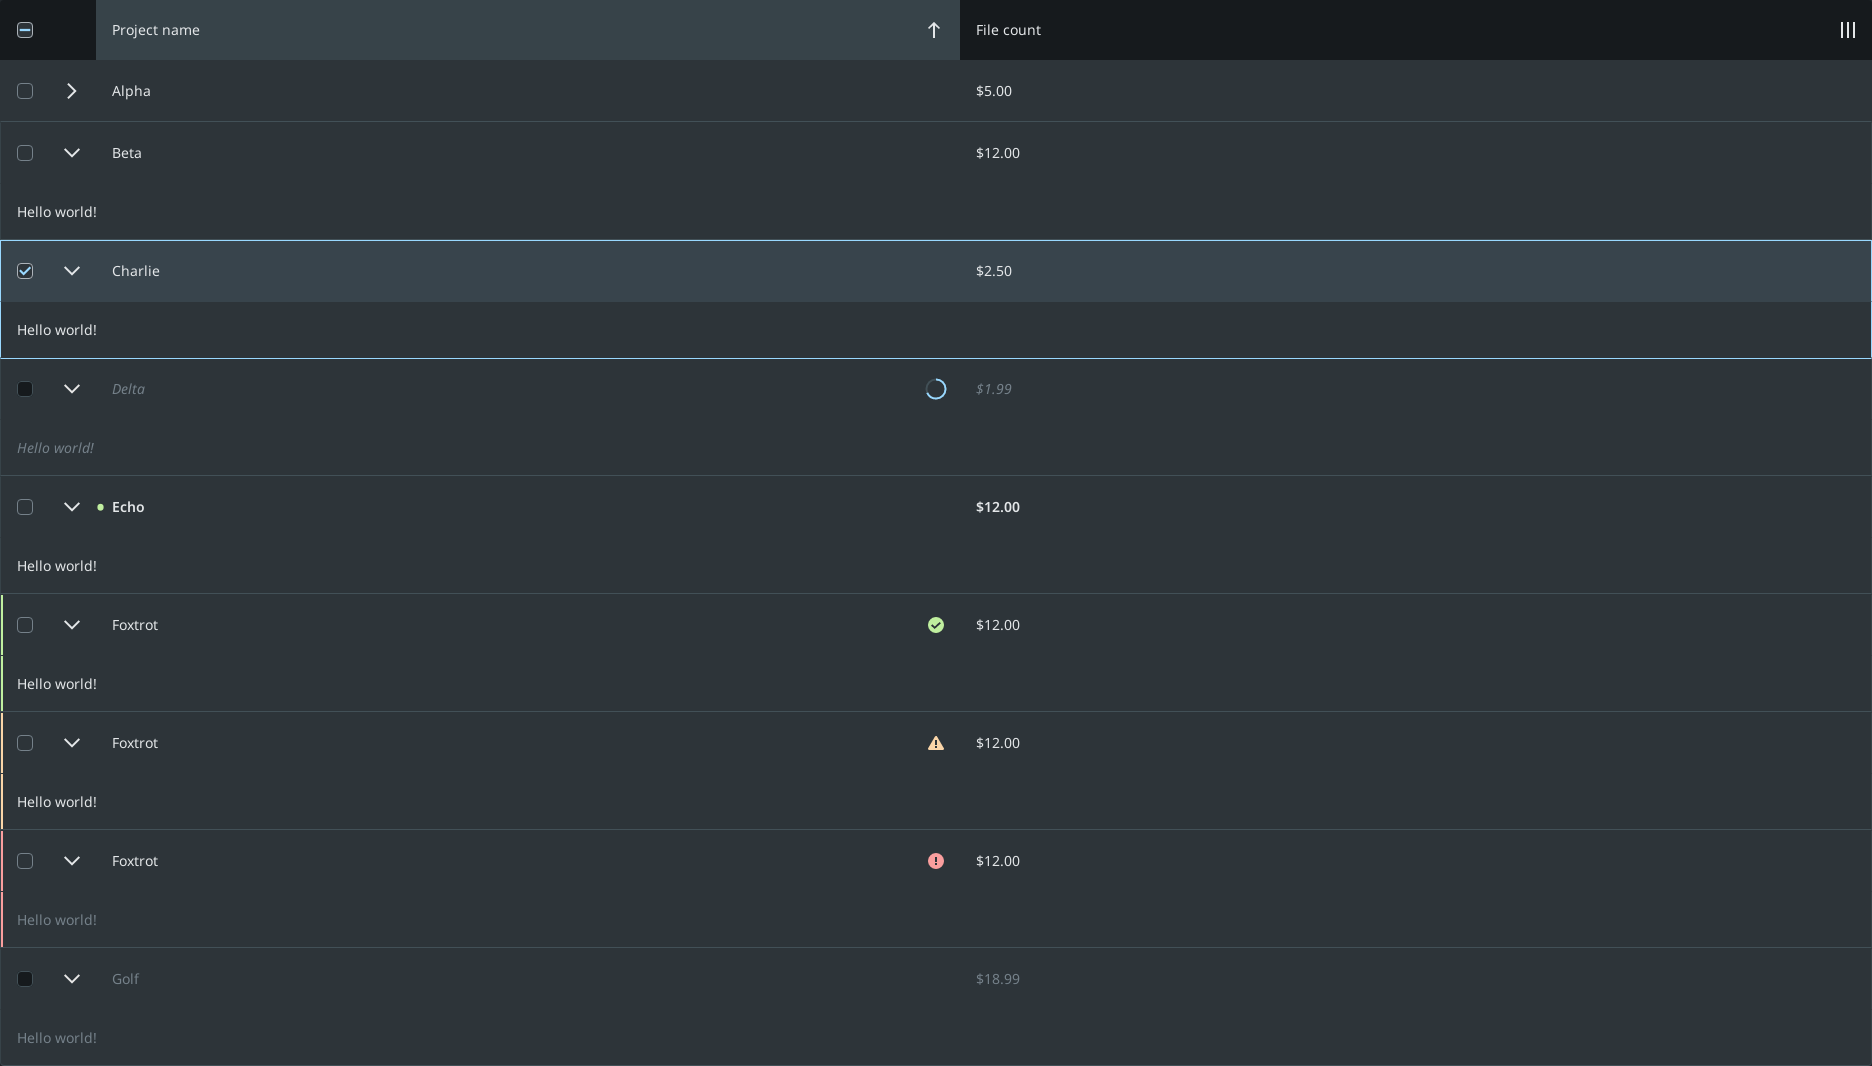 Project name File count
Alpha $5.00
Beta $12.00
Hello world!
Charlie $2.50
Hello world!
Delta $1.99
Hello world!
Echo $12.00
Hello world!
Foxtrot $12.00
Hello world!
Foxtrot $12.00
Hello world!
Foxtrot $12.00
Hello world!
Golf $18.99
Hello world!